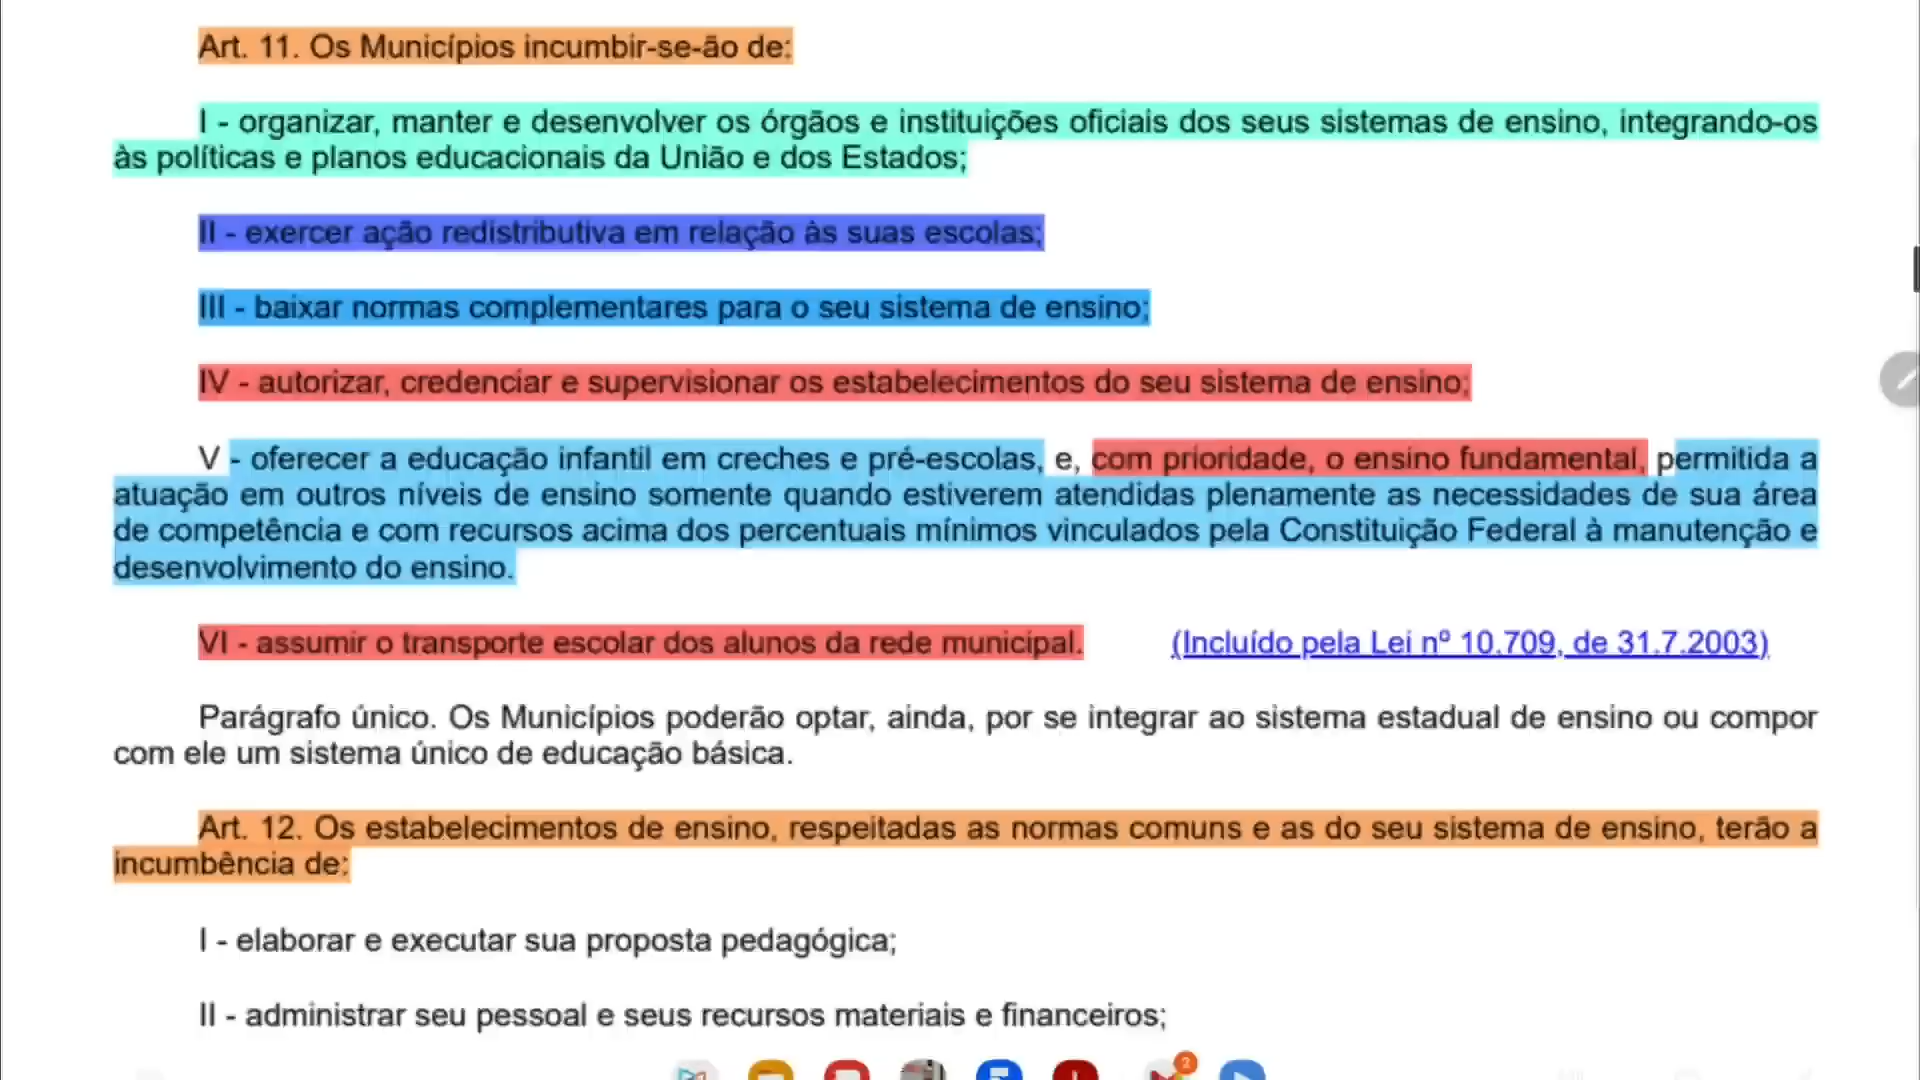 Art. 11. Os Municípios incumbir-se-ão de:
I - organizar, manter e desenvolver os órgãos e instituições oficiais dos seus sistemas de ensino, integrando-os
às políticas e planos educacionais da União e dos Estados;
II - exercer ação redistributiva em relação às suas escolas;
III - baixar normas complementares para o seu sistema de ensino;
IV - autorizar, credenciar e supervisionar os estabelecimentos do seu sistema de ensino;
V - oferecer a educação infantil em creches e pré-escolas, e, com prioridade, o ensino fundamental, permitida a
atuação em outros níveis de ensino somente quando estiverem atendidas plenamente as necessidades de sua área
de competência e com recursos acima dos percentuais mínimos vinculados pela Constituição Federal à manutenção e
desenvolvimento do ensino.
VI - assumir o transporte escolar dos alunos da rede municipal. (Incluído pela Lei nº 10.709, de 31.7.2003)
Parágrafo único. Os Municípios poderão optar, ainda, por se integrar ao sistema estadual de ensino ou compor
com ele um sistema único de educação básica.
Art. 12. Os estabelecimentos de ensino, respeitadas as normas comuns e as do seu sistema de ensino, terão a
incumbência de:
I - elaborar e executar sua proposta pedagógica;
II - administrar seu pessoal e seus recursos materiais e financeiros;
2